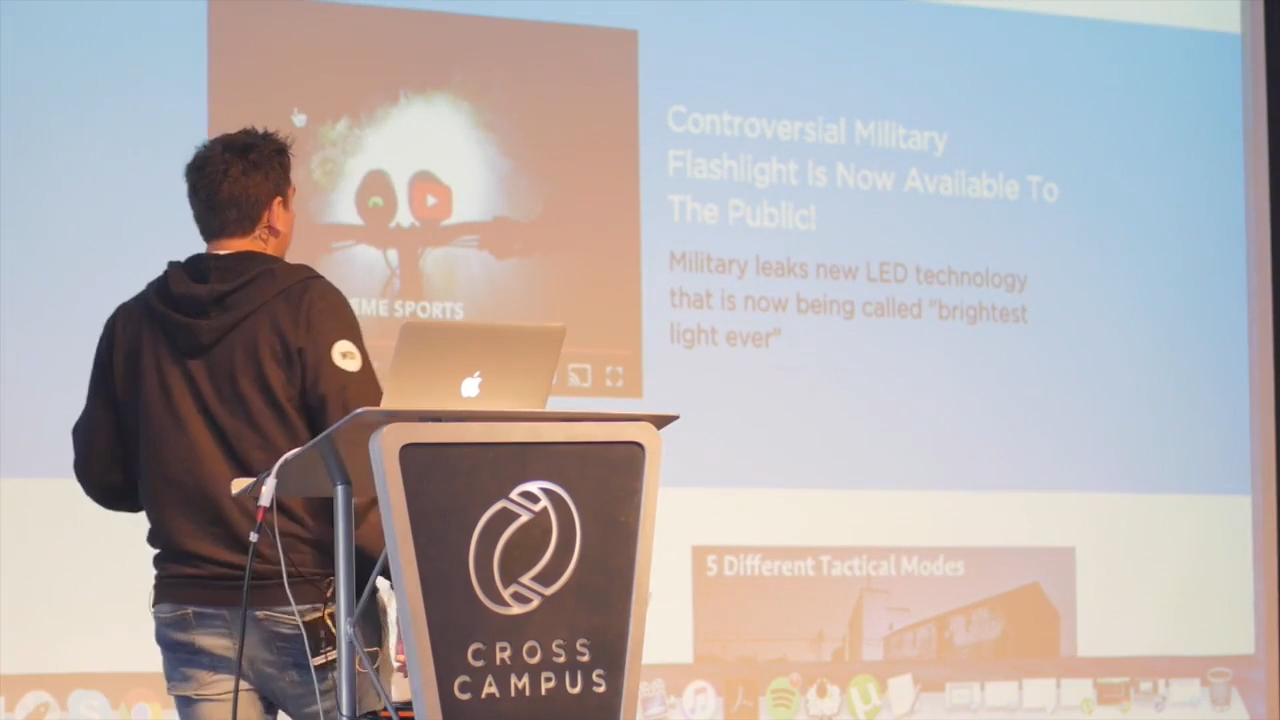 Controversial Military
Flashlight Is Now Available To
The Public!
Military leaks new LED technology
that is now being called "brightest
light ever"
EME SPORTS
5 Different Tactical Modes
CROSS
CAMPUS